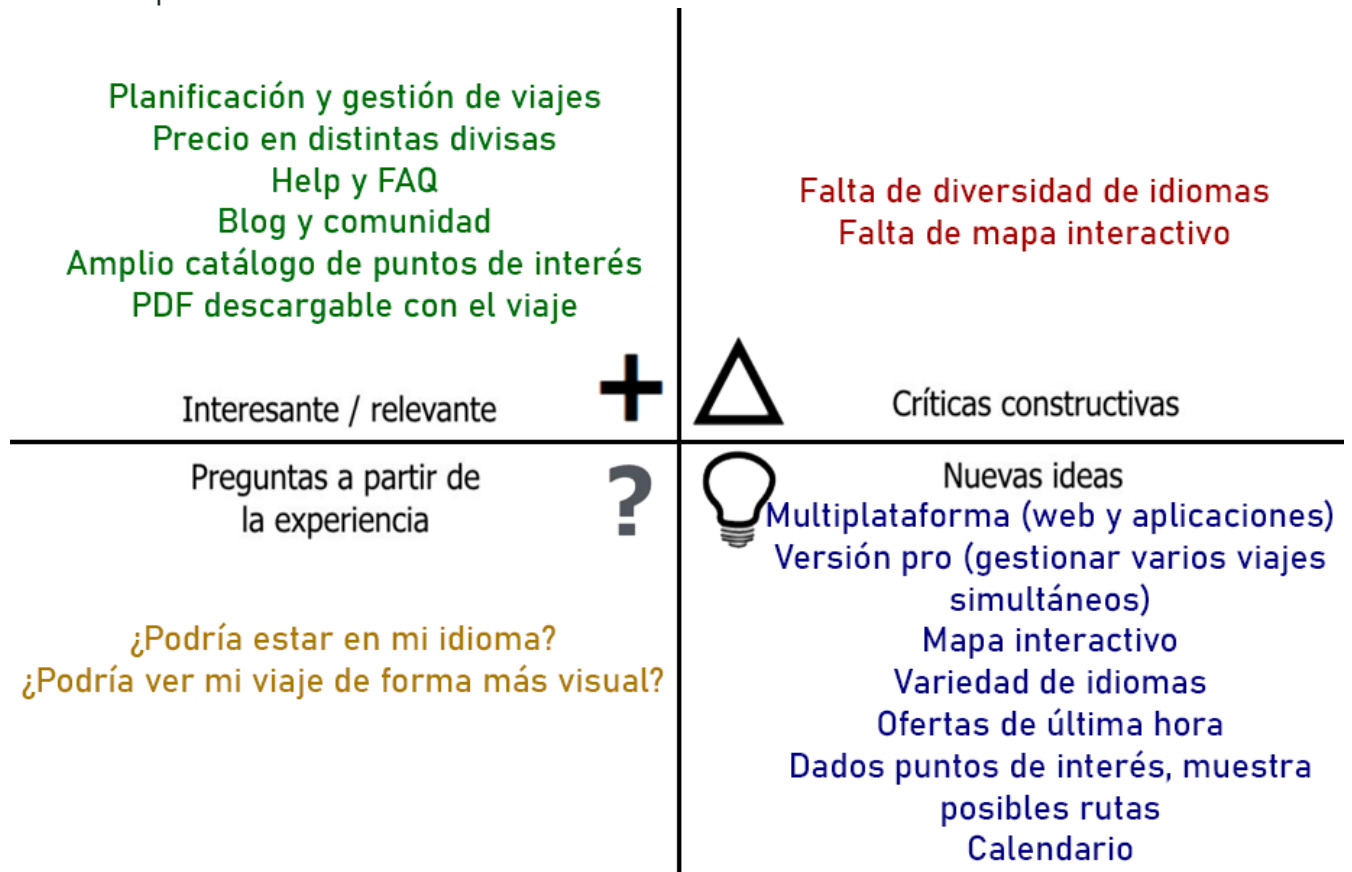 Planificación y gestión de viajes
Precio en distintas divisas
Help y FAQ
Blog y comunidad
Amplio catálogo de puntos de interés
PDF descargable con el viaje
Interesante / relevante
+
Falta de diversidad de idiomas
Falta de mapa interactivo
Críticas constructivas
Preguntas a partir de
la experiencia
?
¿Podría estar en mi idioma?
¿Podría ver mi viaje de forma más visual?
Nuevas ideas
Multiplataforma (web y aplicaciones)
Versión pro (gestionar varios viajes
simultáneos)
Mapa interactivo
Variedad de idiomas
Ofertas de última hora
Dados puntos de interés, muestra
posibles rutas
Calendario